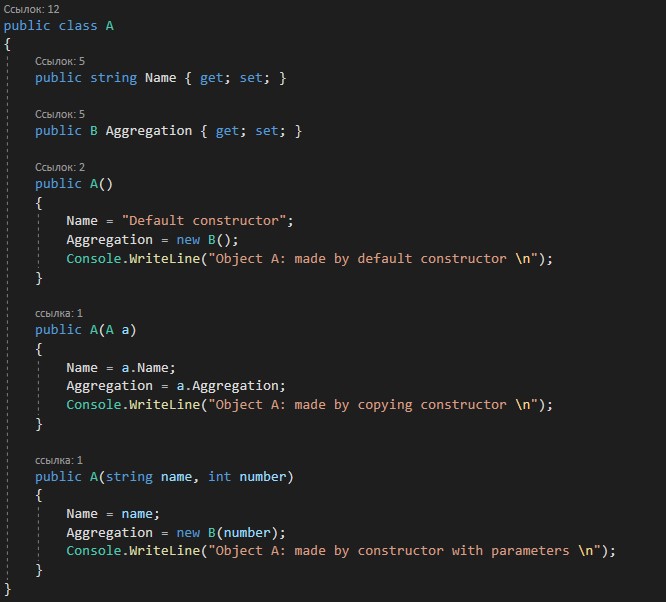 Ссылок: 12
public class A
{
Ссылок: 5
public string Name { get; set; }
Ссылок: 5
public B Aggregation { get; set; }
Ссылок: 2
public A()
{
Name = "Default constructor";
Aggregation = new B();
Console.WriteLine("Object A: made by default constructor \n");
}
ссылка: 1
public A(A a)
{
Name = a.Name;
Aggregation = a.Aggregation;
Console.WriteLine("Object A: made by copying constructor \n");
}
ссылка: 1
public A(string name, int number)
{
Name = name;
Aggregation = new B(number);
Console.WriteLine("Object A: made by constructor with parameters \n");
}
}